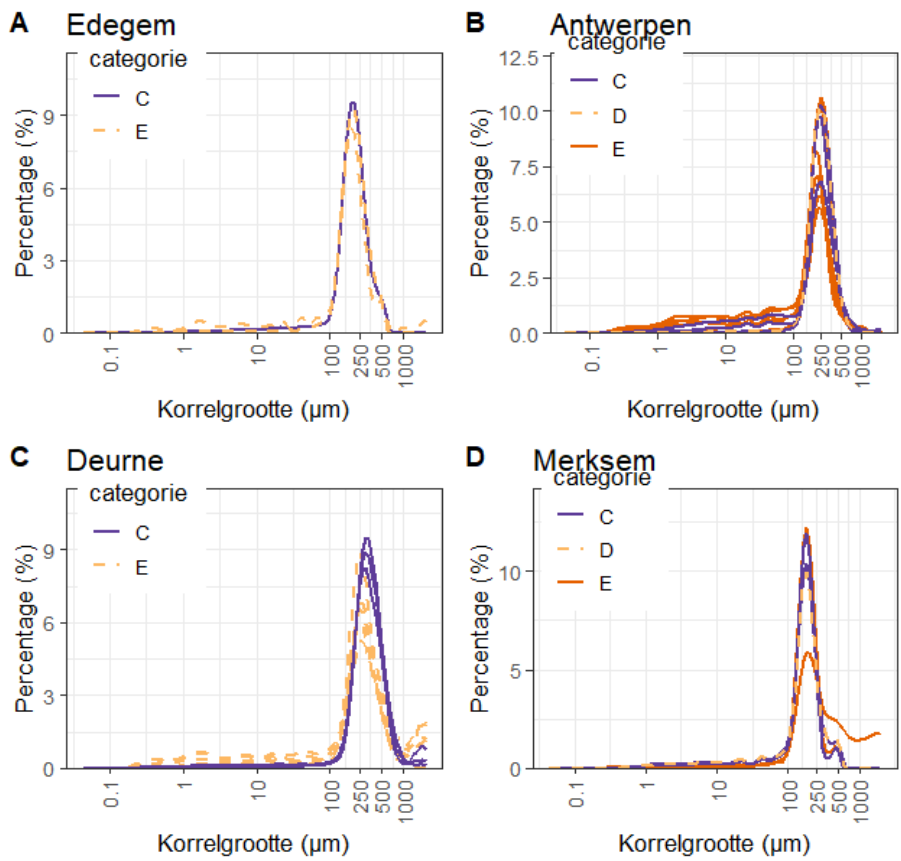 A Edegem
categorie
C
E
Percentage (%)
9
6
3
0
0.1 1 10 100 250 500 1000
Korrelgrootte (µm)
B Antwerpen
categorie
C
D
E
Percentage (%)
12.5
10.0
7.5
5.0
2.5
0.0
0.1 1 10 100 250 500 1000
Korrelgrootte (µm)
C Deurne
categorie
C
E
Percentage (%)
9
6
3
0
0.1 1 10 100 250 500 1000
Korrelgrootte (µm)
D Merksem
categorie
C
D
E
Percentage (%)
10
5
0
0.1 1 10 100 250 500 1000
Korrelgrootte (µm)